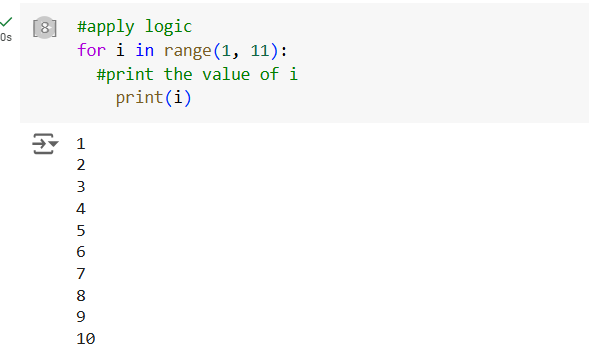 0s
[8]
#apply logic
for i in range(1, 11):
  #print the value of i
    print(i)
1
2
3
4
5
6
7
8
9
10